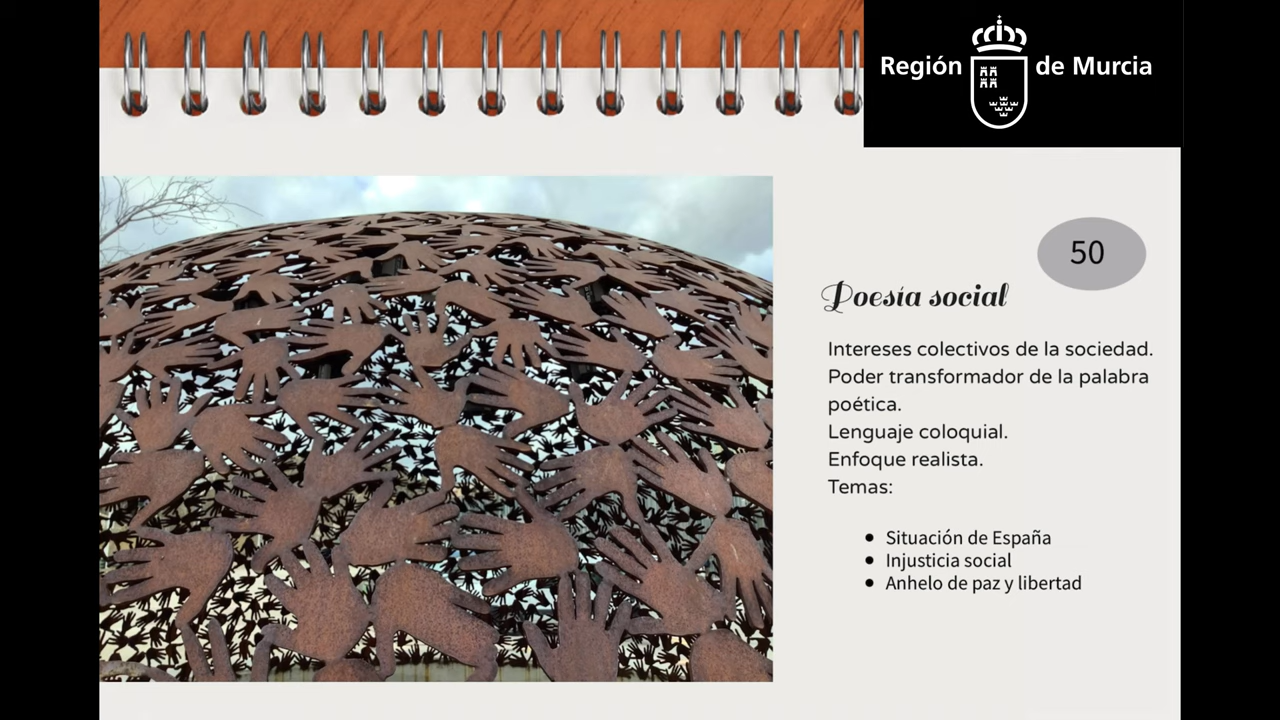 Región de Murcia
50
Poesía social
Intereses colectivos de la sociedad.
Poder transformador de la palabra
poética.
Lenguaje coloquial.
Enfoque realista.
Temas:
Situación de España
Injusticia social
Anhelo de paz y libertad